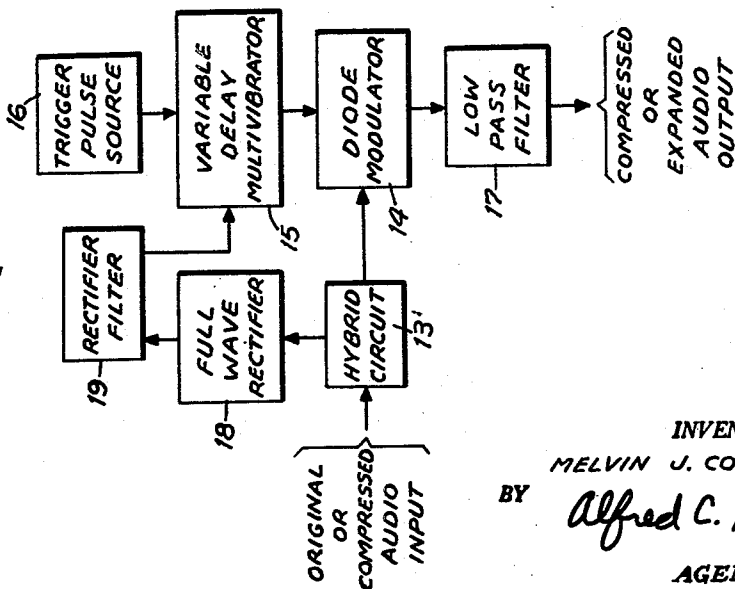 16
TRIGGER
PULSE
SOURCE
VARIABLE
DELAY
MULTIVIBRATOR
15
DIODE
MODULATOR
14
LOW
PASS
FILTER
17
COMPRESSED
OR
EXPANDED
AUDIO
OUTPUT
RECTIFIER
FILTER
19
FULL
WAVE
RECTIFIER
18
HYBRID
CIRCUIT
13'
ORIGINAL
OR
COMPRESSED
AUDIO
INPUT
MELVIN J.
BY
Alfred C.